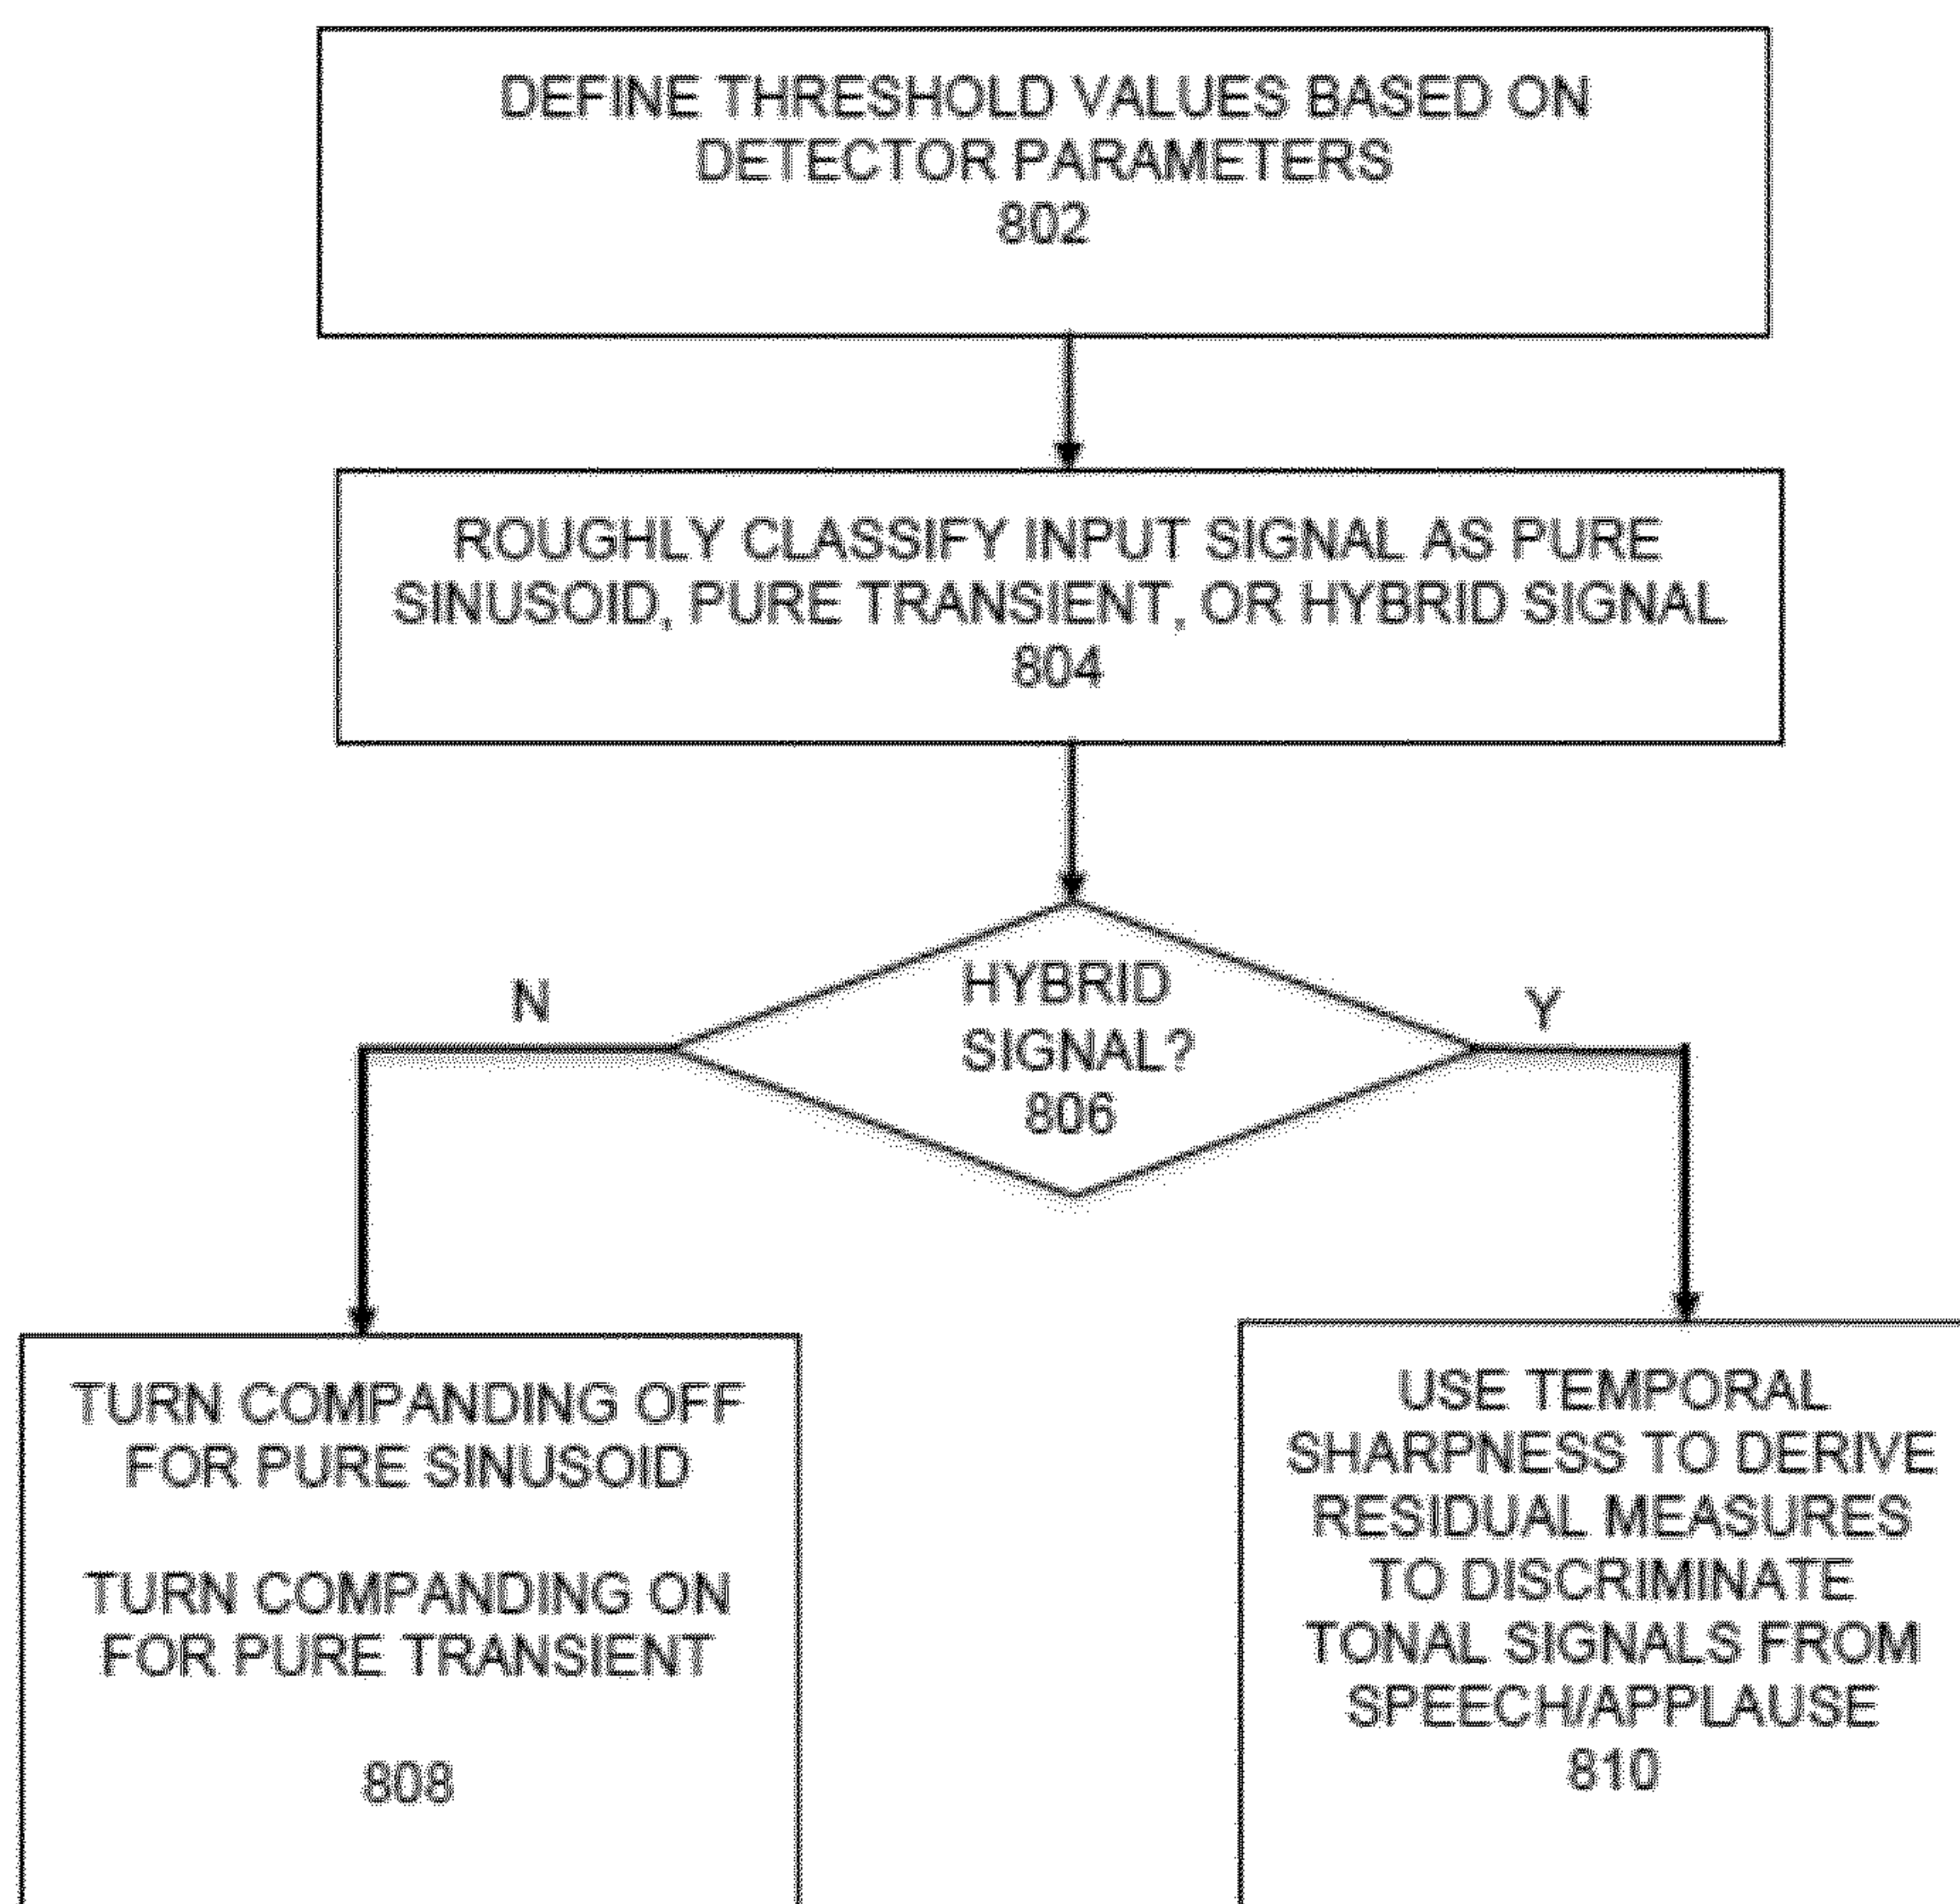 DEFINE THRESHOLD VALUES BASED ON
DETECTOR PARAMETERS
802
ROUGHLY CLASSIFY INPUT SIGNAL AS PURE
SINUSOID, PURE TRANSIENT, OR HYBRID SIGNAL
804
HYBRID
SIGNAL?
806
N
Y
TURN COMPANDING OFF
FOR PURE SINUSOID
TURN COMPANDING ON
FOR PURE TRANSIENT
808
USE TEMPORAL
SHARPNESS TO DERIVE
RESIDUAL MEASURES
TO DISCRIMINATE
TONAL SIGNALS FROM
SPEECH/APPLAUSE
810